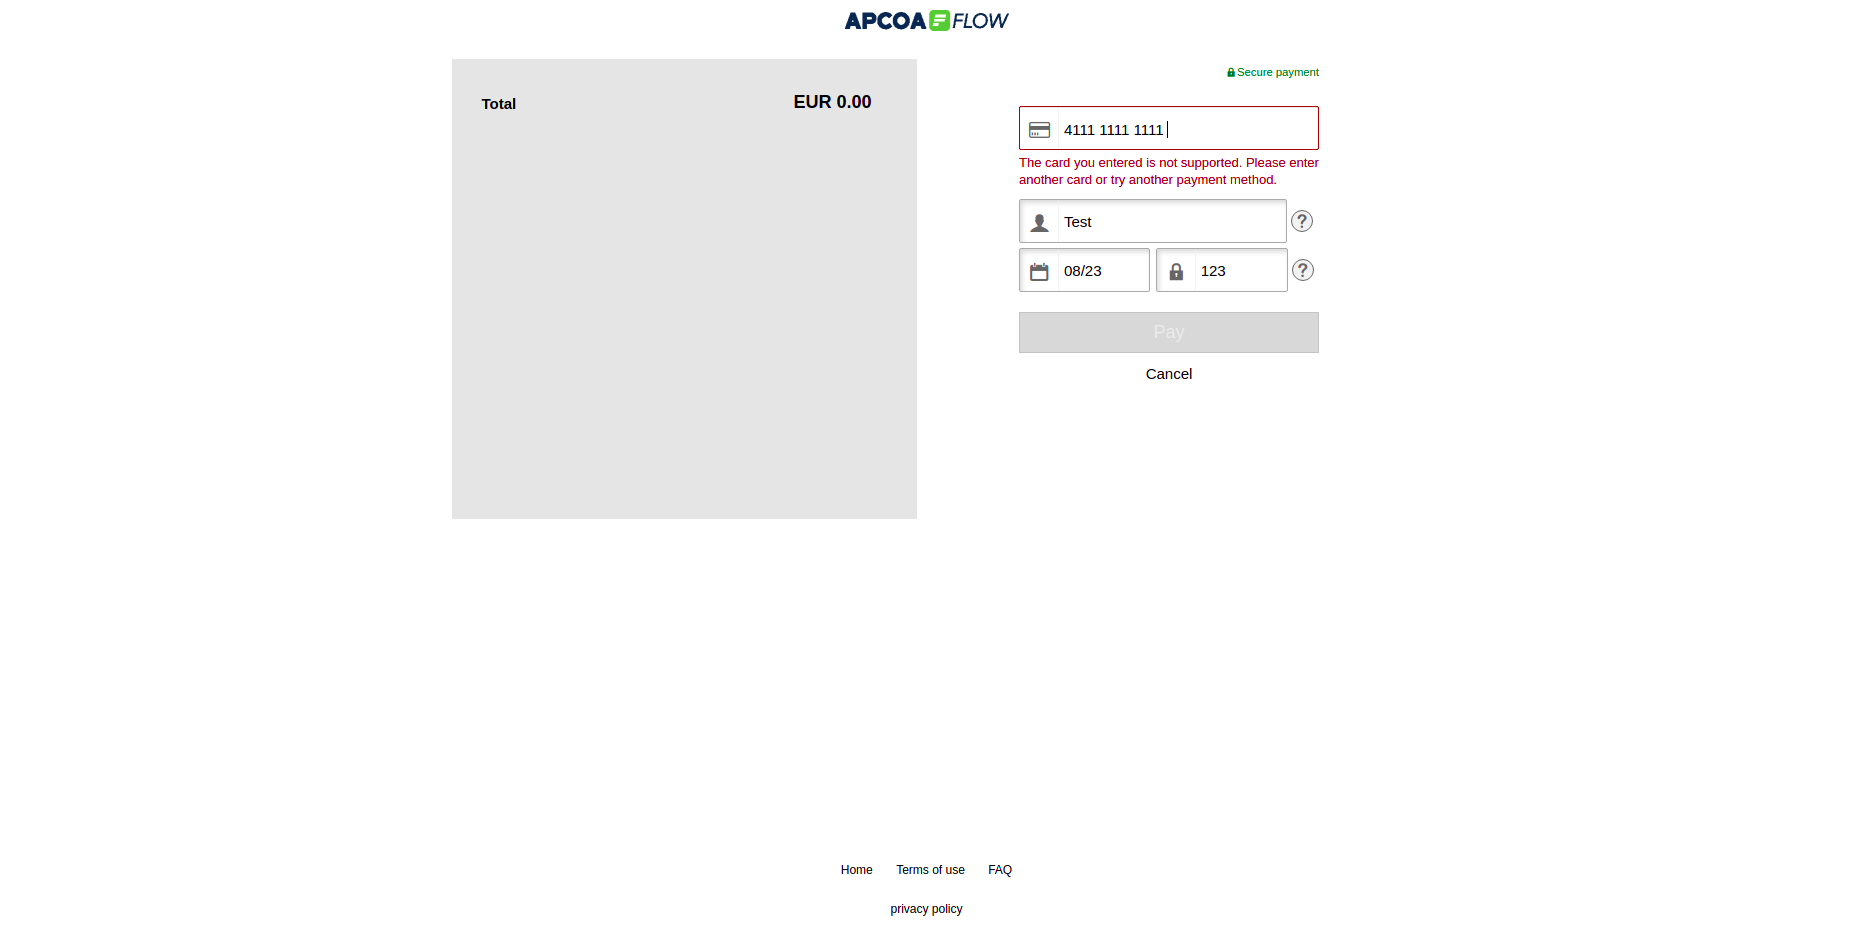 APCOA FLOW
Total
EUR 0.00
Secure payment
4111 1111 1111
The card you entered is not supported. Please enter
another card or try another payment method.
Test
?
08/23
123
?
Pay
Cancel
Home
Terms of use
FAQ
privacy policy